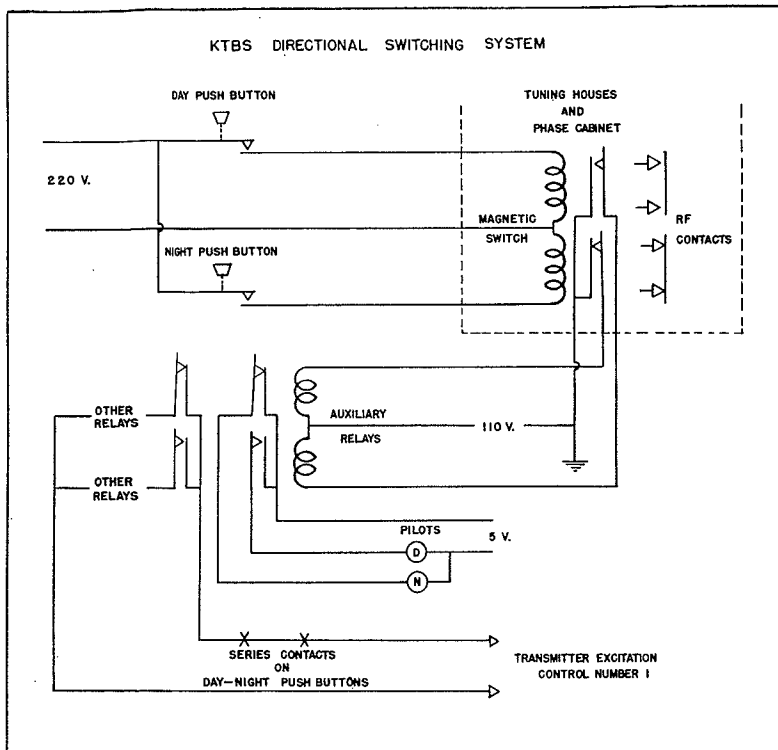 KTBS DIRECTIONAL SWITCHING SYSTEM
DAY PUSH BUTTON
TUNING HOUSES
AND
PHASE CABINET
220 V.
MAGNETIC
SWITCH
RF
CONTACTS
NIGHT PUSH BUTTON
OTHER
RELAYS
AUXILIARY
RELAYS
110 V.
OTHER
RELAYS
PILOTS
5 V.
D
N
SERIES CONTACTS
ON
DAY-NIGHT PUSH BUTTONS
TRANSMITTER EXCITATION
CONTROL NUMBER 1